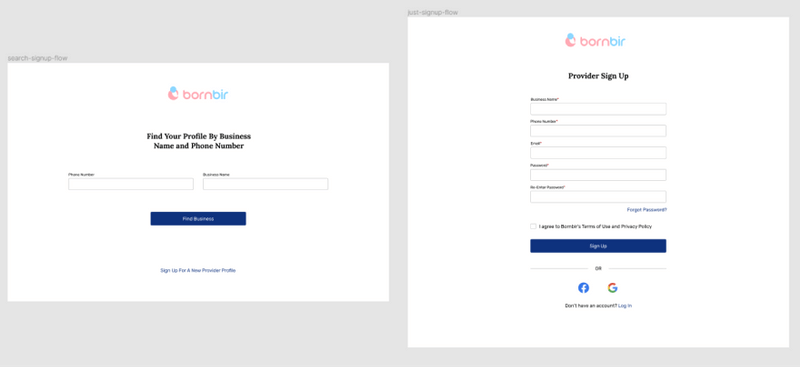 search-signup-flow
bornbir
Find Your Profile By Business
Name and Phone Number
Phone Number
Business Name
Find Business
Sign Up For A New Provider Profile
just-signup-flow
bornbir
Provider Sign Up
Business Name*
Phone Number*
Email*
Password*
Re-Enter Password*
Forgot Password?
I agree to Bornbir's Terms of Use and Privacy Policy
Sign Up
OR
Don't have an account? Log In